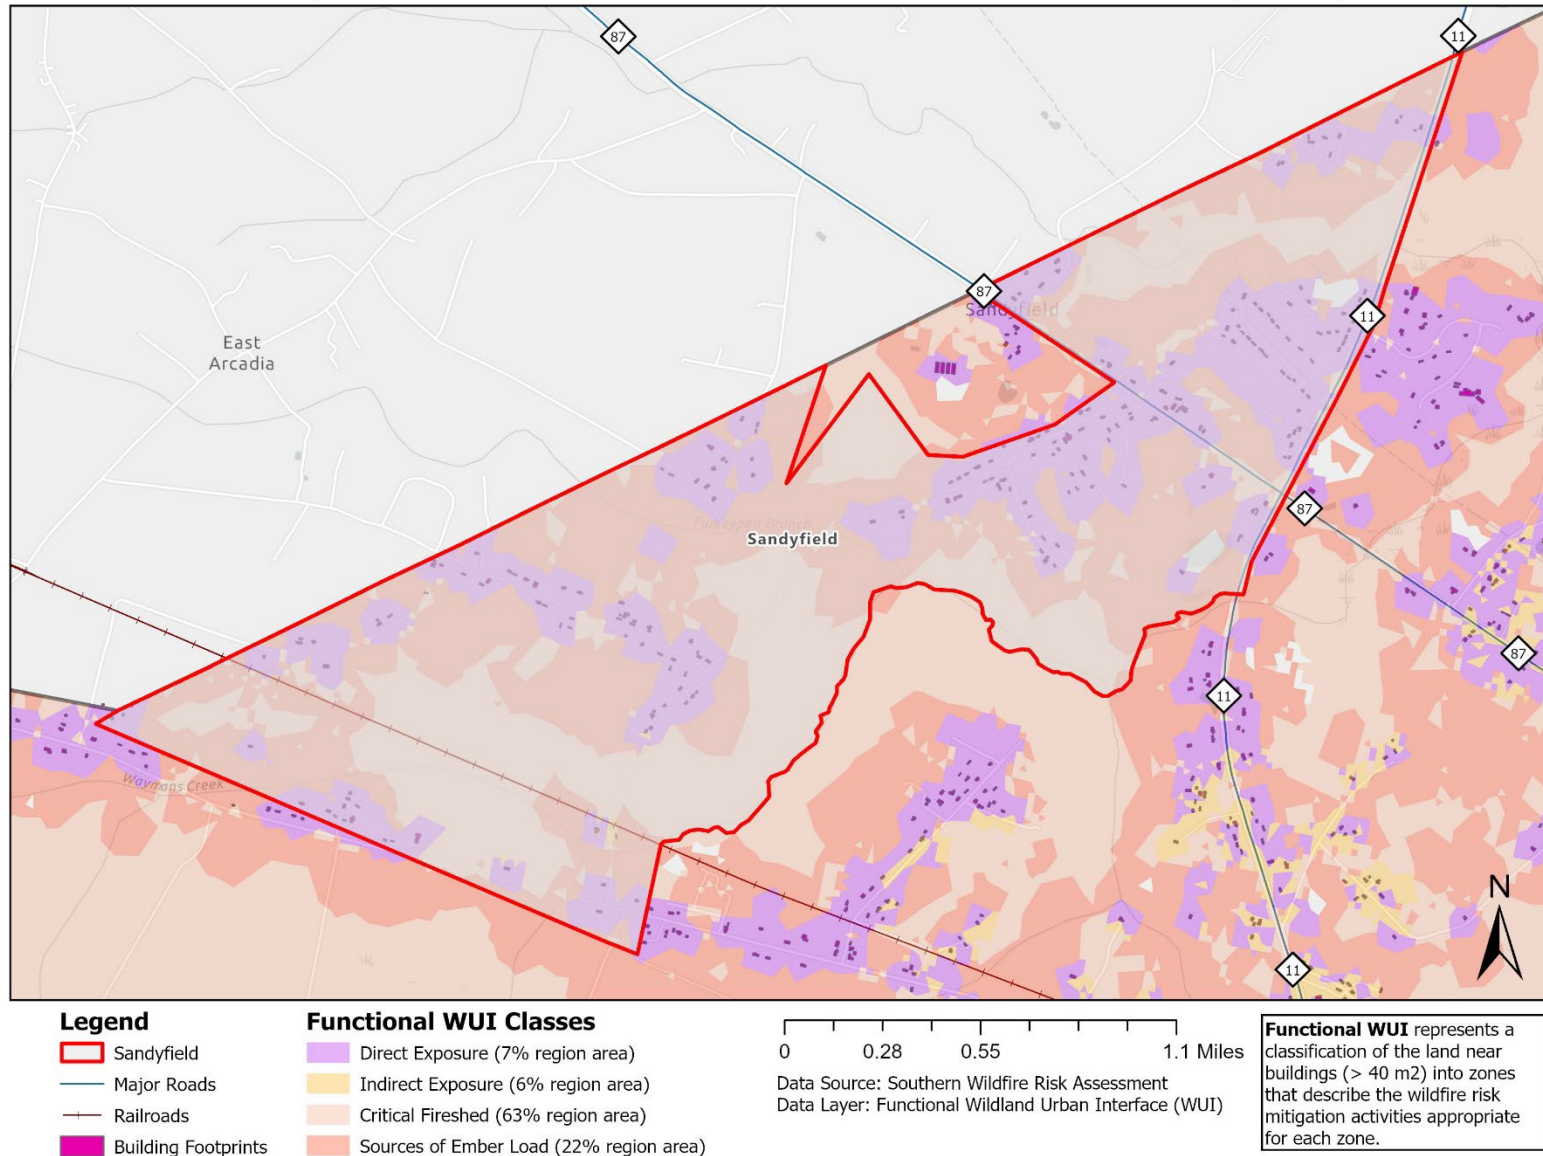 87
11
87
Sandyfield
11
East
Arcadia
Turkeypen Branch
Sandyfield
87
87
11
Waymans Creek
11
N
Legend
Sandyfield
Major Roads
Railroads
Building Footprints
Functional WUI Classes
Direct Exposure (7% region area)
Indirect Exposure (6% region area)
Critical Fireshed (63% region area)
Sources of Ember Load (22% region area)
0 0.28 0.55 1.1 Miles
Data Source: Southern Wildfire Risk Assessment
Data Layer: Functional Wildland Urban Interface (WUI)
Functional WUI represents a
classification of the land near
buildings (> 40 m2) into zones
that describe the wildfire risk
mitigation activities appropriate
for each zone.